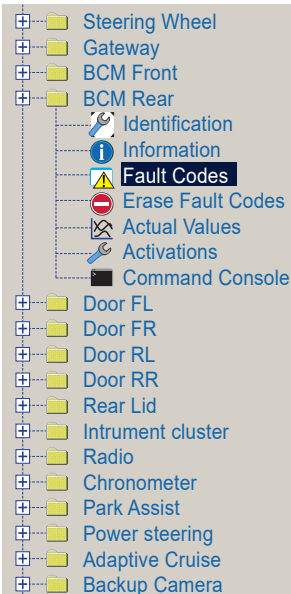 Steering Wheel
Gateway
BCM Front
BCM Rear
Identification
Information
Fault Codes
Erase Fault Codes
Actual Values
Activations
Command Console
Door FL
Door FR
Door RL
Door RR
Rear Lid
Intrument cluster
Radio
Chronometer
Park Assist
Power steering
Adaptive Cruise
Backup Camera